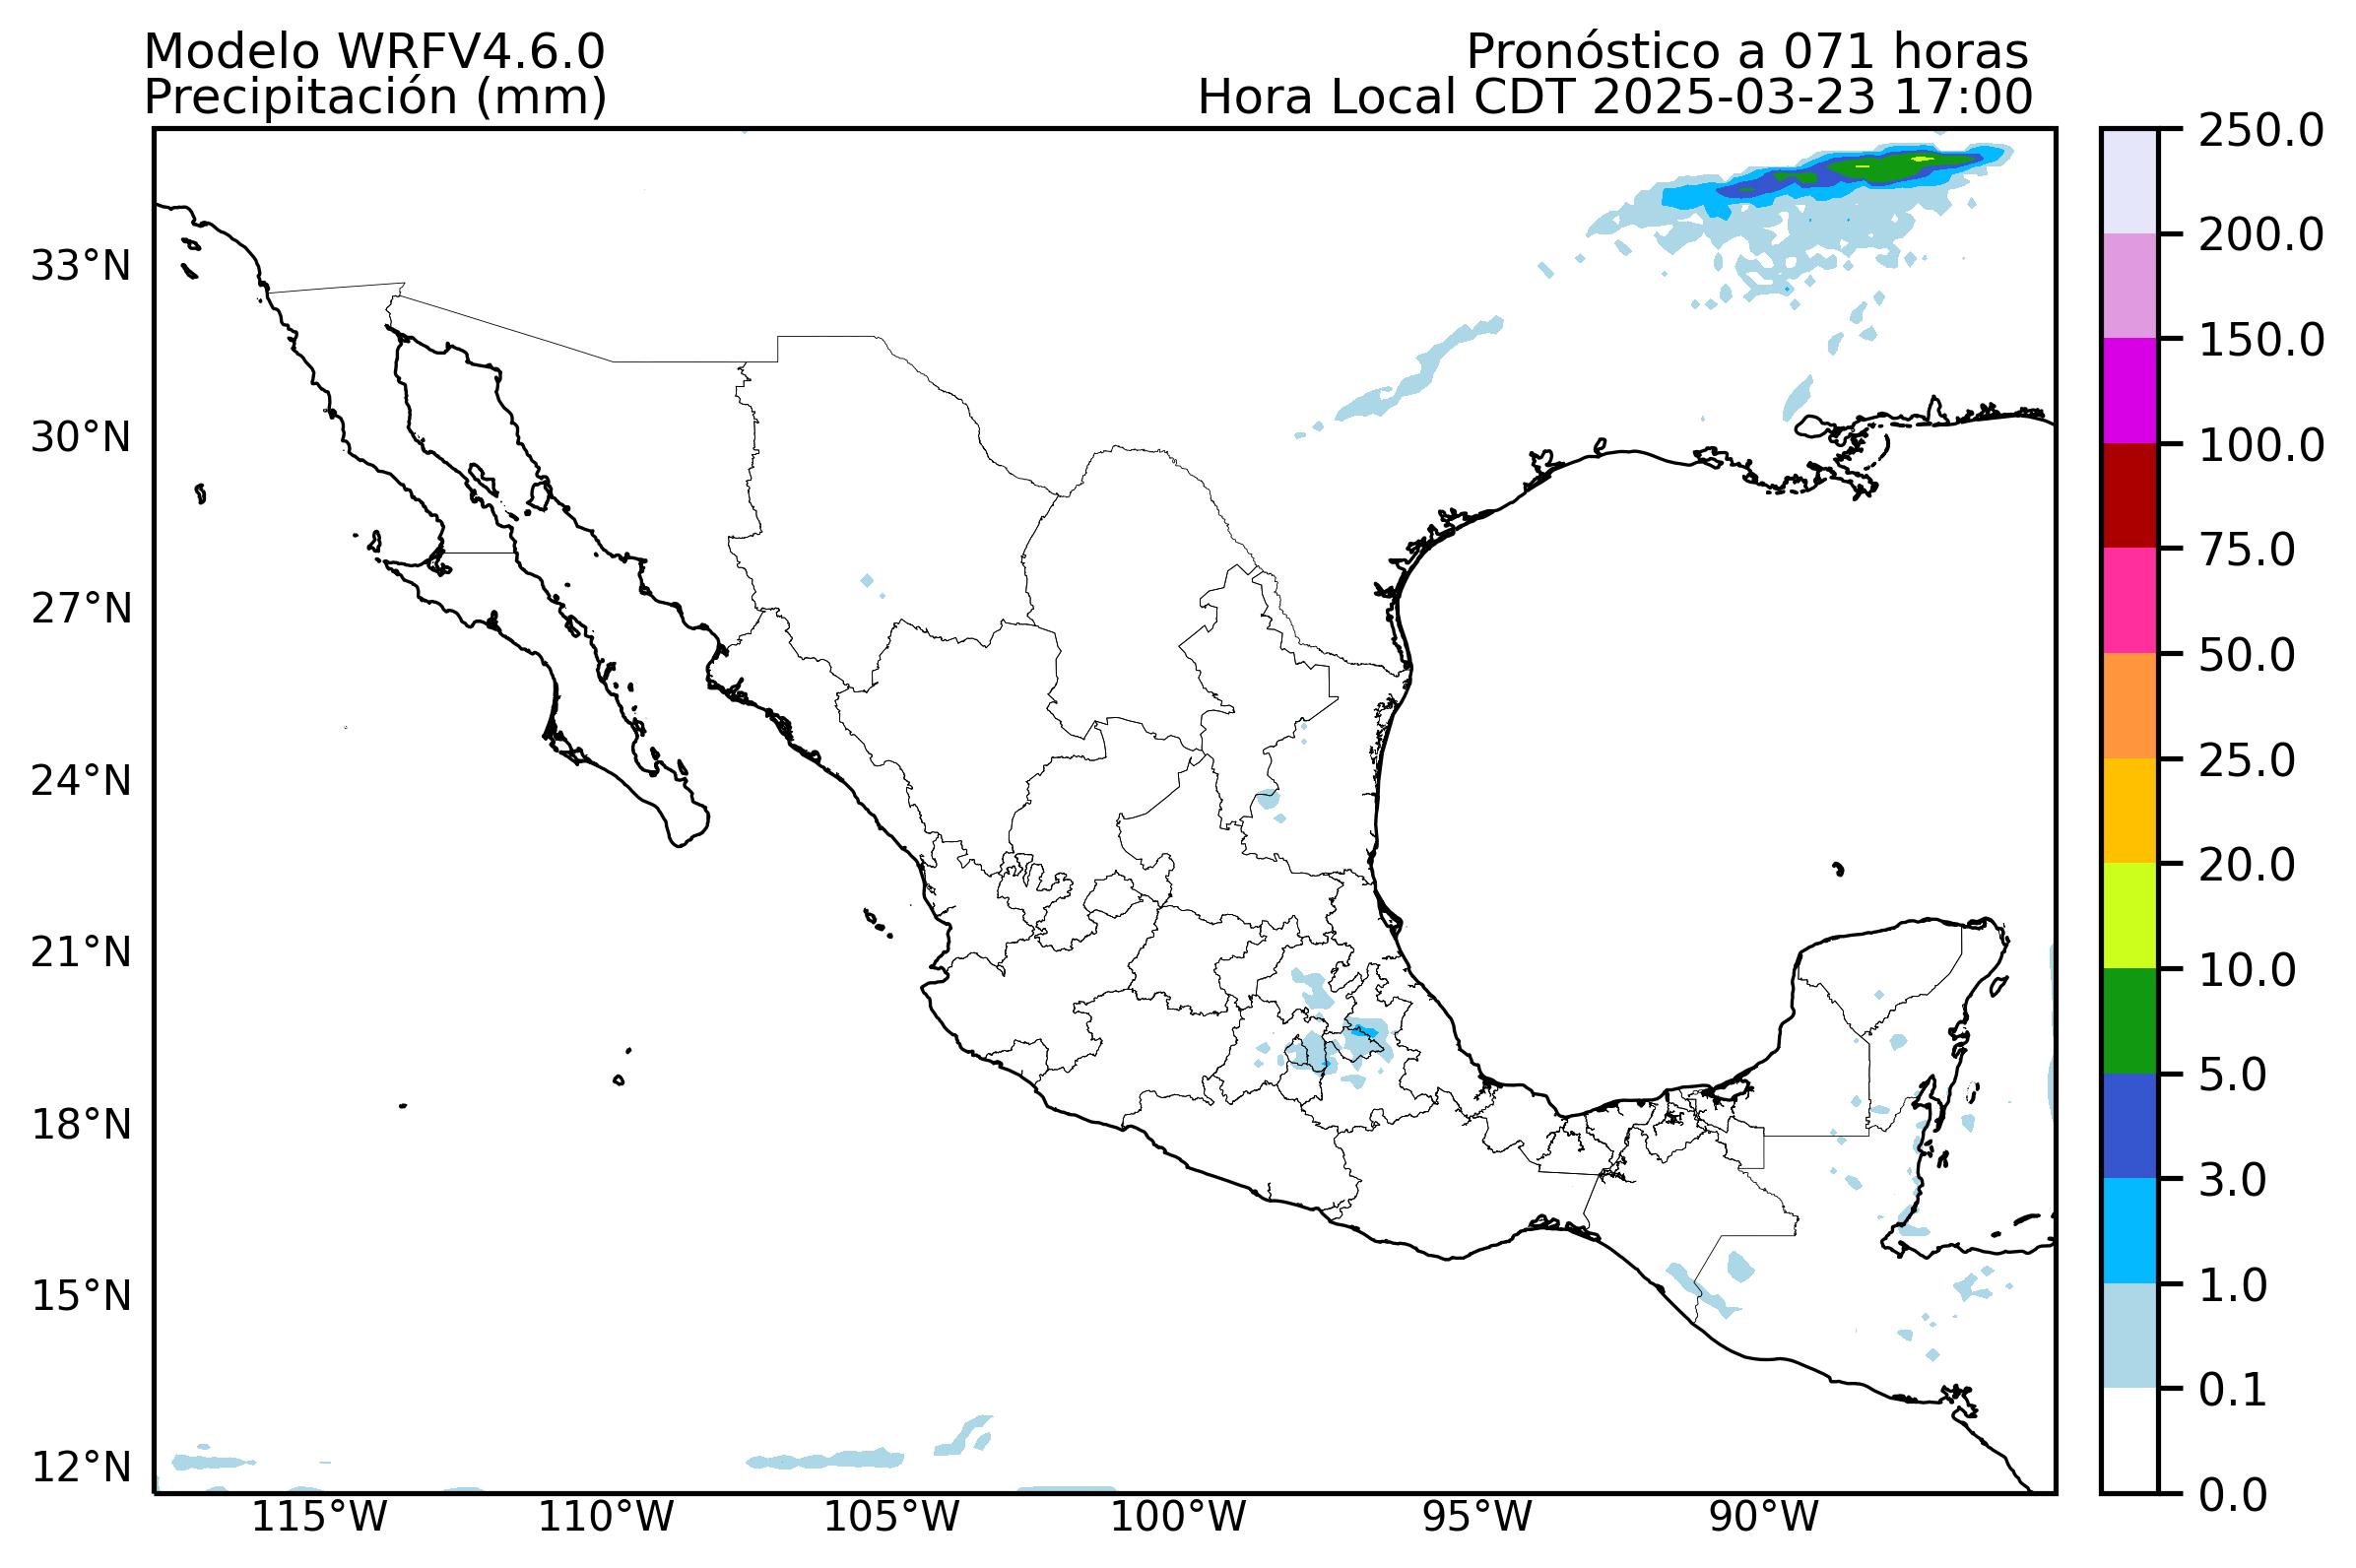 Modelo WRFV4.6.0
Precipitación (mm)
Pronóstico a 071 horas
Hora Local CDT 2025-03-23 17:00
33°N
30°N
27°N
24°N
21°N
18°N
15°N
12°N
115°W
110°W
105°W
100°W
95°W
90°W
250.0
200.0
150.0
100.0
75.0
50.0
25.0
20.0
10.0
5.0
3.0
1.0
0.1
0.0